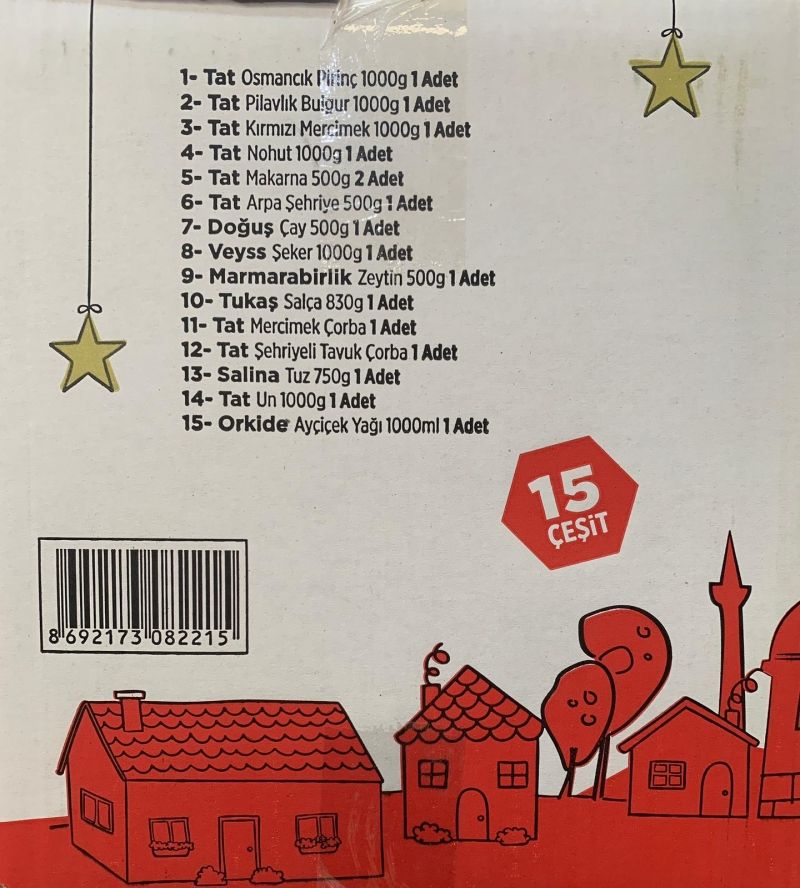 1- Tat Osmancık Pirinç 1000g 1 Adet
2- Tat Pilavlık Bulgur 1000g 1 Adet
3- Tat Kırmızı Mercimek 1000g 1 Adet
4- Tat Nohut 1000g 1 Adet
5- Tat Makarna 500g 2 Adet
6- Tat Arpa Şehriye 500g 1 Adet
7- Doğuş Çay 500g 1 Adet
8- Veyss Şeker 1000g 1 Adet
9- Marmarabirlik Zeytin 500g 1 Adet
10- Tukaş Salça 830g 1 Adet
11- Tat Mercimek Çorba 1 Adet
12- Tat Şehriyeli Tavuk Çorba 1 Adet
13- Salina Tuz 750g 1 Adet
14- Tat Un 1000g 1 Adet
15- Orkide Ayçiçek Yağı 1000ml 1 Adet
15
ÇEŞİT
8 692173 082215